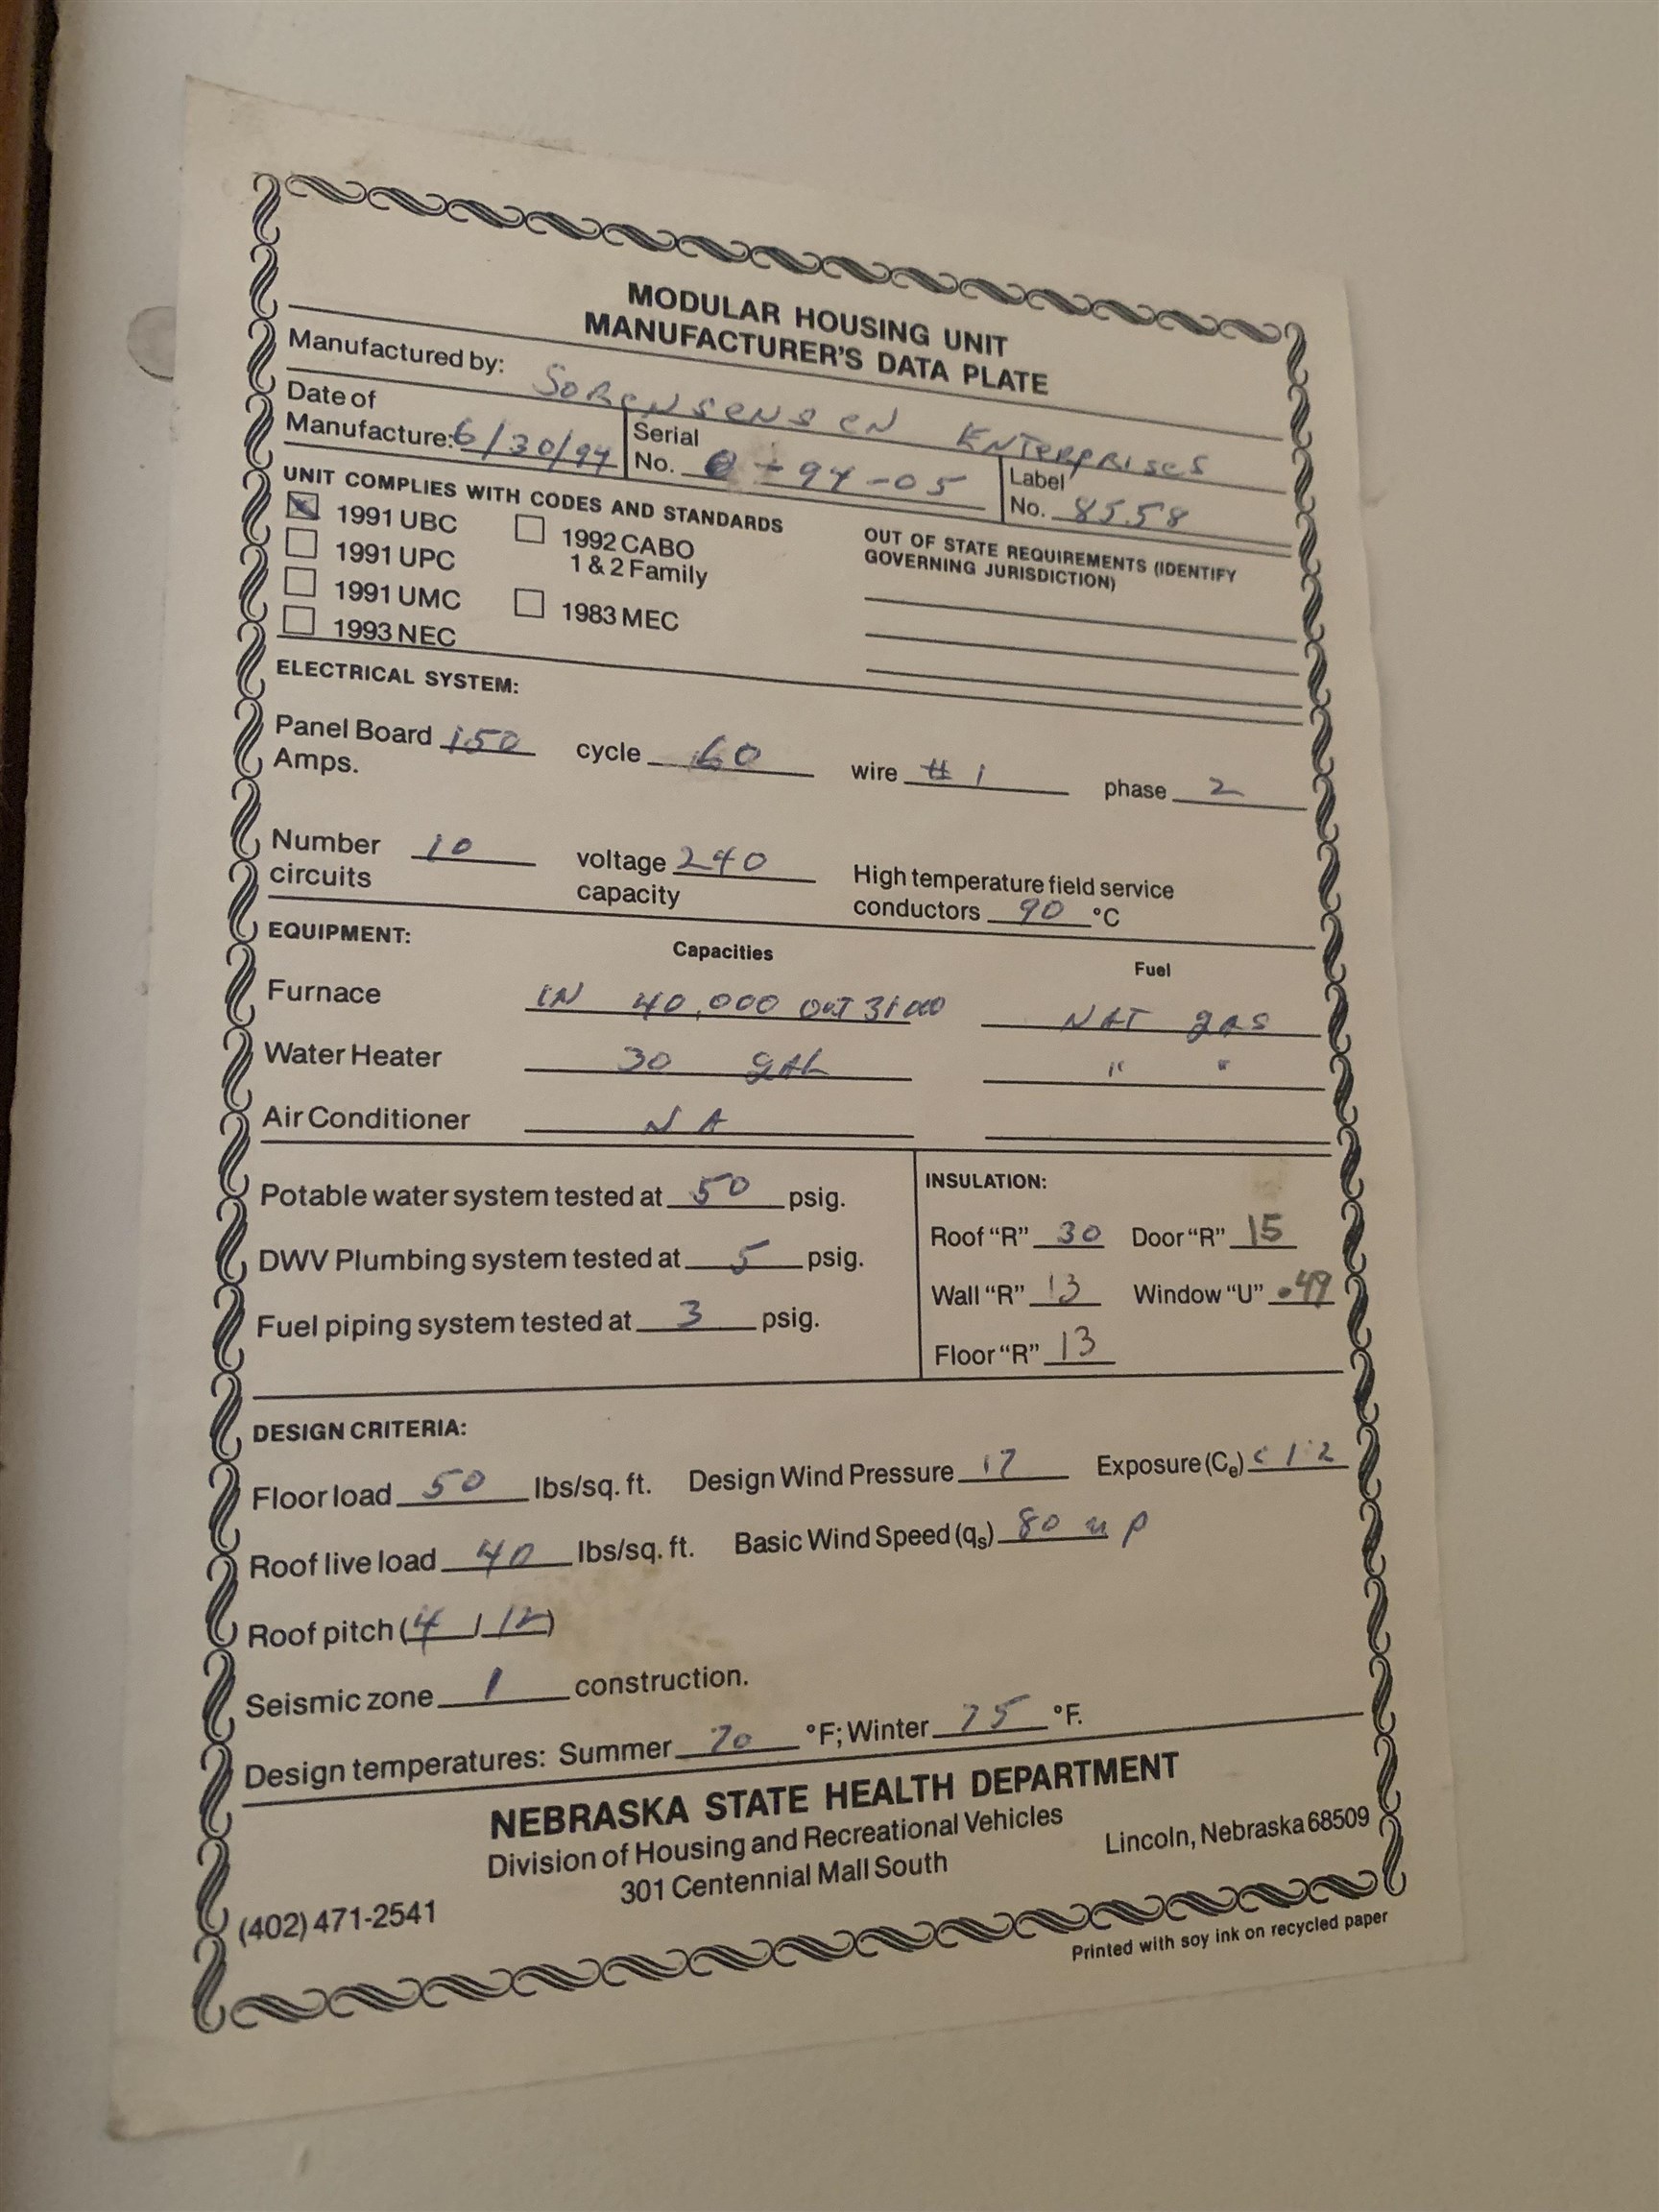 MODULAR HOUSING UNIT
MANUFACTURER'S DATA PLATE
Manufactured by: SORENSENSEN ENTERPRISES
Date of
Manufacture: 6/30/94 Serial
No. 94-05 Label
No. 8558
UNIT COMPLIES WITH CODES AND STANDARDS
1991 UBC
1991 UPC
1991 UMC
1993 NEC
1992 CABO
1 & 2 Family
1983 MEC
OUT OF STATE REQUIREMENTS (IDENTIFY
GOVERNING JURISDICTION)
ELECTRICAL SYSTEM:
Panel Board 150 cycle 60 wire #1 phase 2
Amps.
Number 10 voltage 240 High temperature field service
circuits capacity conductors 90 °C
EQUIPMENT:
Capacities Fuel
Furnace IN 40,000 OUT 31000 NAT gas
Water Heater 30 gAL " "
Air Conditioner NA
Potable water system tested at 50 psig.
DWV Plumbing system tested at 5 psig.
Fuel piping system tested at 3 psig.
INSULATION:
Roof "R" 30 Door "R" 15
Wall "R" 13 Window "U" .49
Floor "R" 13
DESIGN CRITERIA:
Floor load 50 lbs/sq. ft. Design Wind Pressure 17 Exposure (Ce) C 1.2
Roof live load 40 lbs/sq. ft. Basic Wind Speed (qs) 80 m p
Roof pitch (4 / 12)
Seismic zone 1 construction.
Design temperatures: Summer 70 °F; Winter 75 °F.
NEBRASKA STATE HEALTH DEPARTMENT
Division of Housing and Recreational Vehicles
301 Centennial Mall South
Lincoln, Nebraska 68509
(402) 471-2541
Printed with soy ink on recycled paper